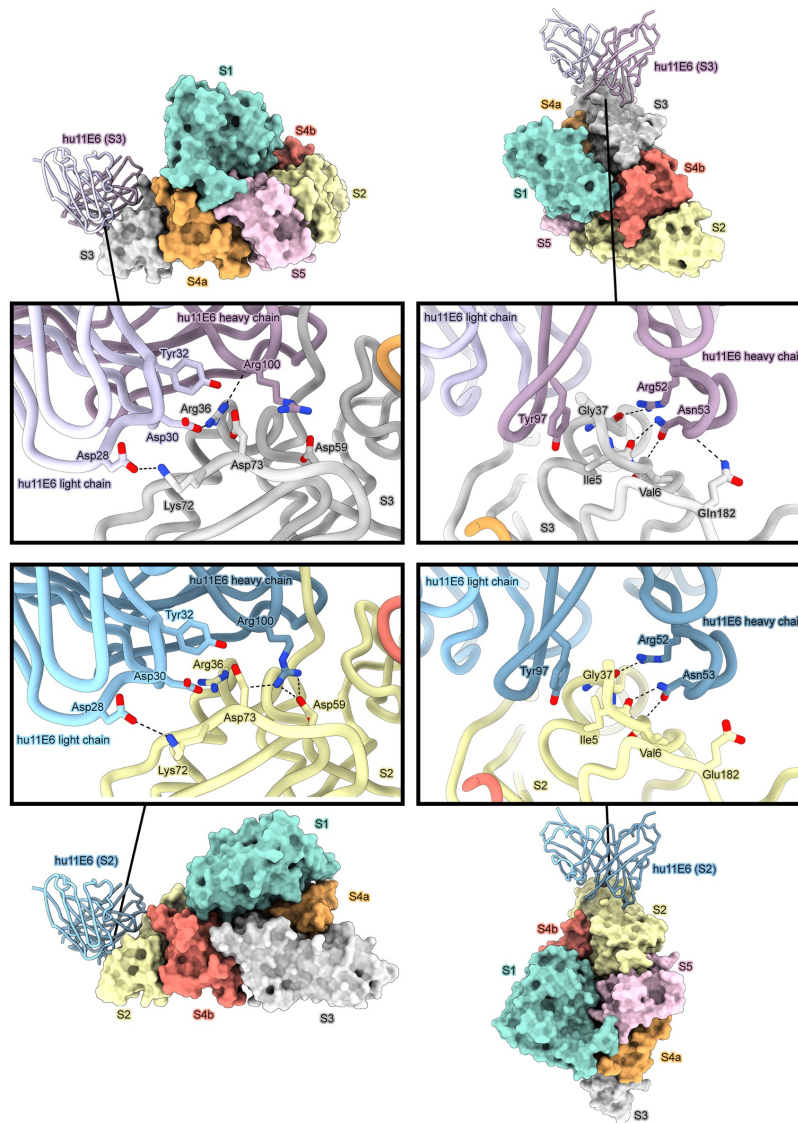 S1
hu11E6 (S3)
S4b
S2
S3
S4a
S5
hu11E6 (S3)
S4a
S3
S1
S4b
S5
S2
hu11E6 heavy chain
Tyr32
Arg100
Arg36
Asp30
Asp28
Asp73
Asp59
hu11E6 light chain
Lys72
S3
hu11E6 light chain
hu11E6 heavy chain
Arg52
Gly37
Asn53
Tyr97
Ile5
Val6
Gln182
S3
hu11E6 heavy chain
Tyr32
Arg100
Arg36
Asp30
Asp28
Asp73
Asp59
hu11E6 light chain
Lys72
S2
hu11E6 light chain
hu11E6 heavy chain
Arg52
Gly37
Asn53
Tyr97
Ile5
Val6
Glu182
S2
S1
hu11E6 (S2)
S4a
S2
S4b
S3
hu11E6 (S2)
S2
S4b
S1
S5
S4a
S3